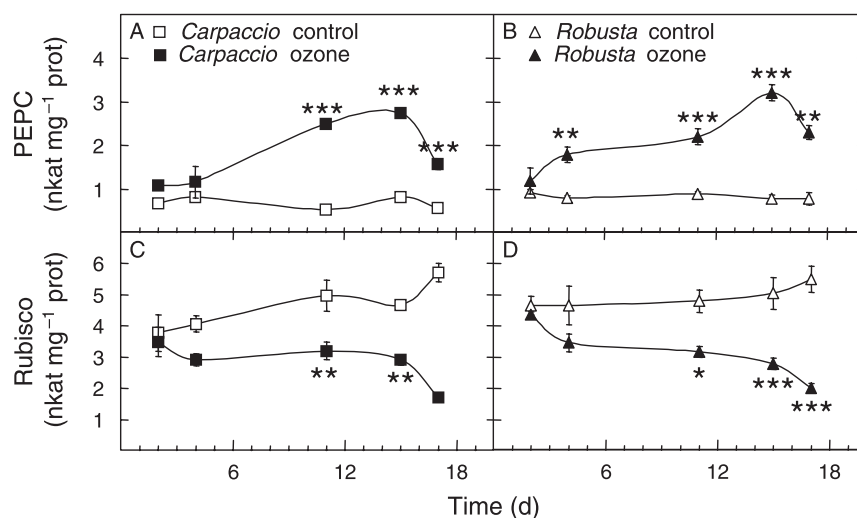 A Carpaccio control
Carpaccio ozone
B Robusta control
Robusta ozone
PEPC
(nkat mg⁻¹ prot)
4
3
2
1
***
***
***
**
***
***
**
C
D
Rubisco
(nkat mg⁻¹ prot)
6
5
4
3
2
1
**
**
*
***
***
6
12
18
6
12
18
Time (d)